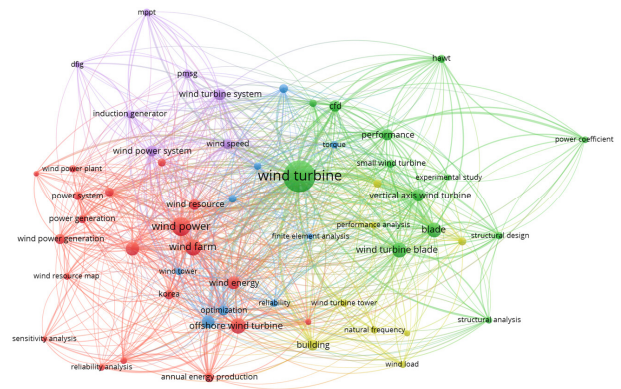 mppt
hawt
dfig
pmsg
wind turbine system
cfd
induction generator
performance
power coefficient
wind speed
torque
wind power system
small wind turbine
wind power plant
wind turbine
experimental study
power system
vertical axis wind turbine
wind resource
power generation
wind power
performance analysis
blade
wind power generation
finite element analysis
structural design
wind farm
wind turbine blade
wind tower
wind resource map
wind energy
korea
reliability
wind turbine tower
optimization
structural analysis
offshore wind turbine
natural frequency
sensitivity analysis
building
reliability analysis
wind load
annual energy production